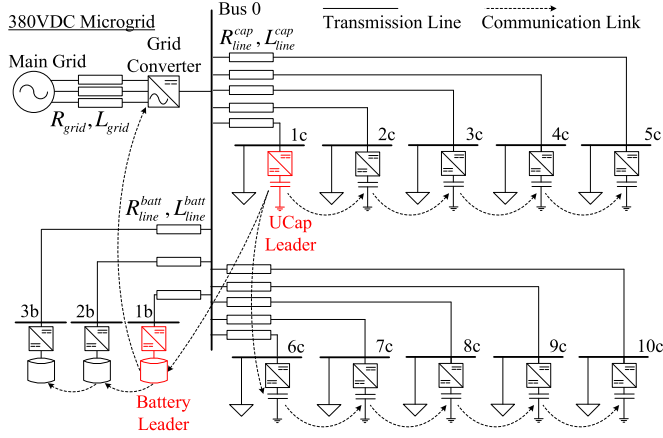 380VDC Microgrid
Bus 0
Transmission Line
Communication Link
Main Grid
Grid
Converter
R_grid, L_grid
R_line^cap, L_line^cap
1c
2c
3c
4c
5c
UCap
Leader
R_line^batt, L_line^batt
3b
2b
1b
Battery
Leader
6c
7c
8c
9c
10c